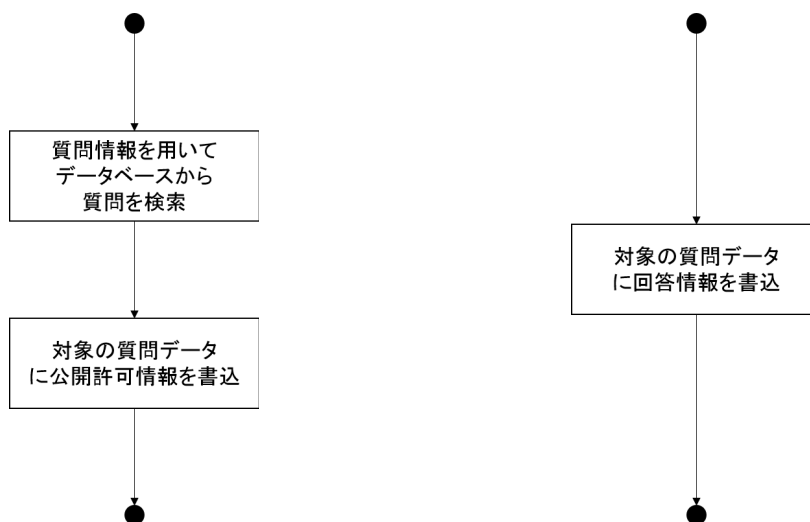 質問情報を用いて
データベースから
質問を検索
対象の質問データ
に公開許可情報を書込
対象の質問データ
に回答情報を書込